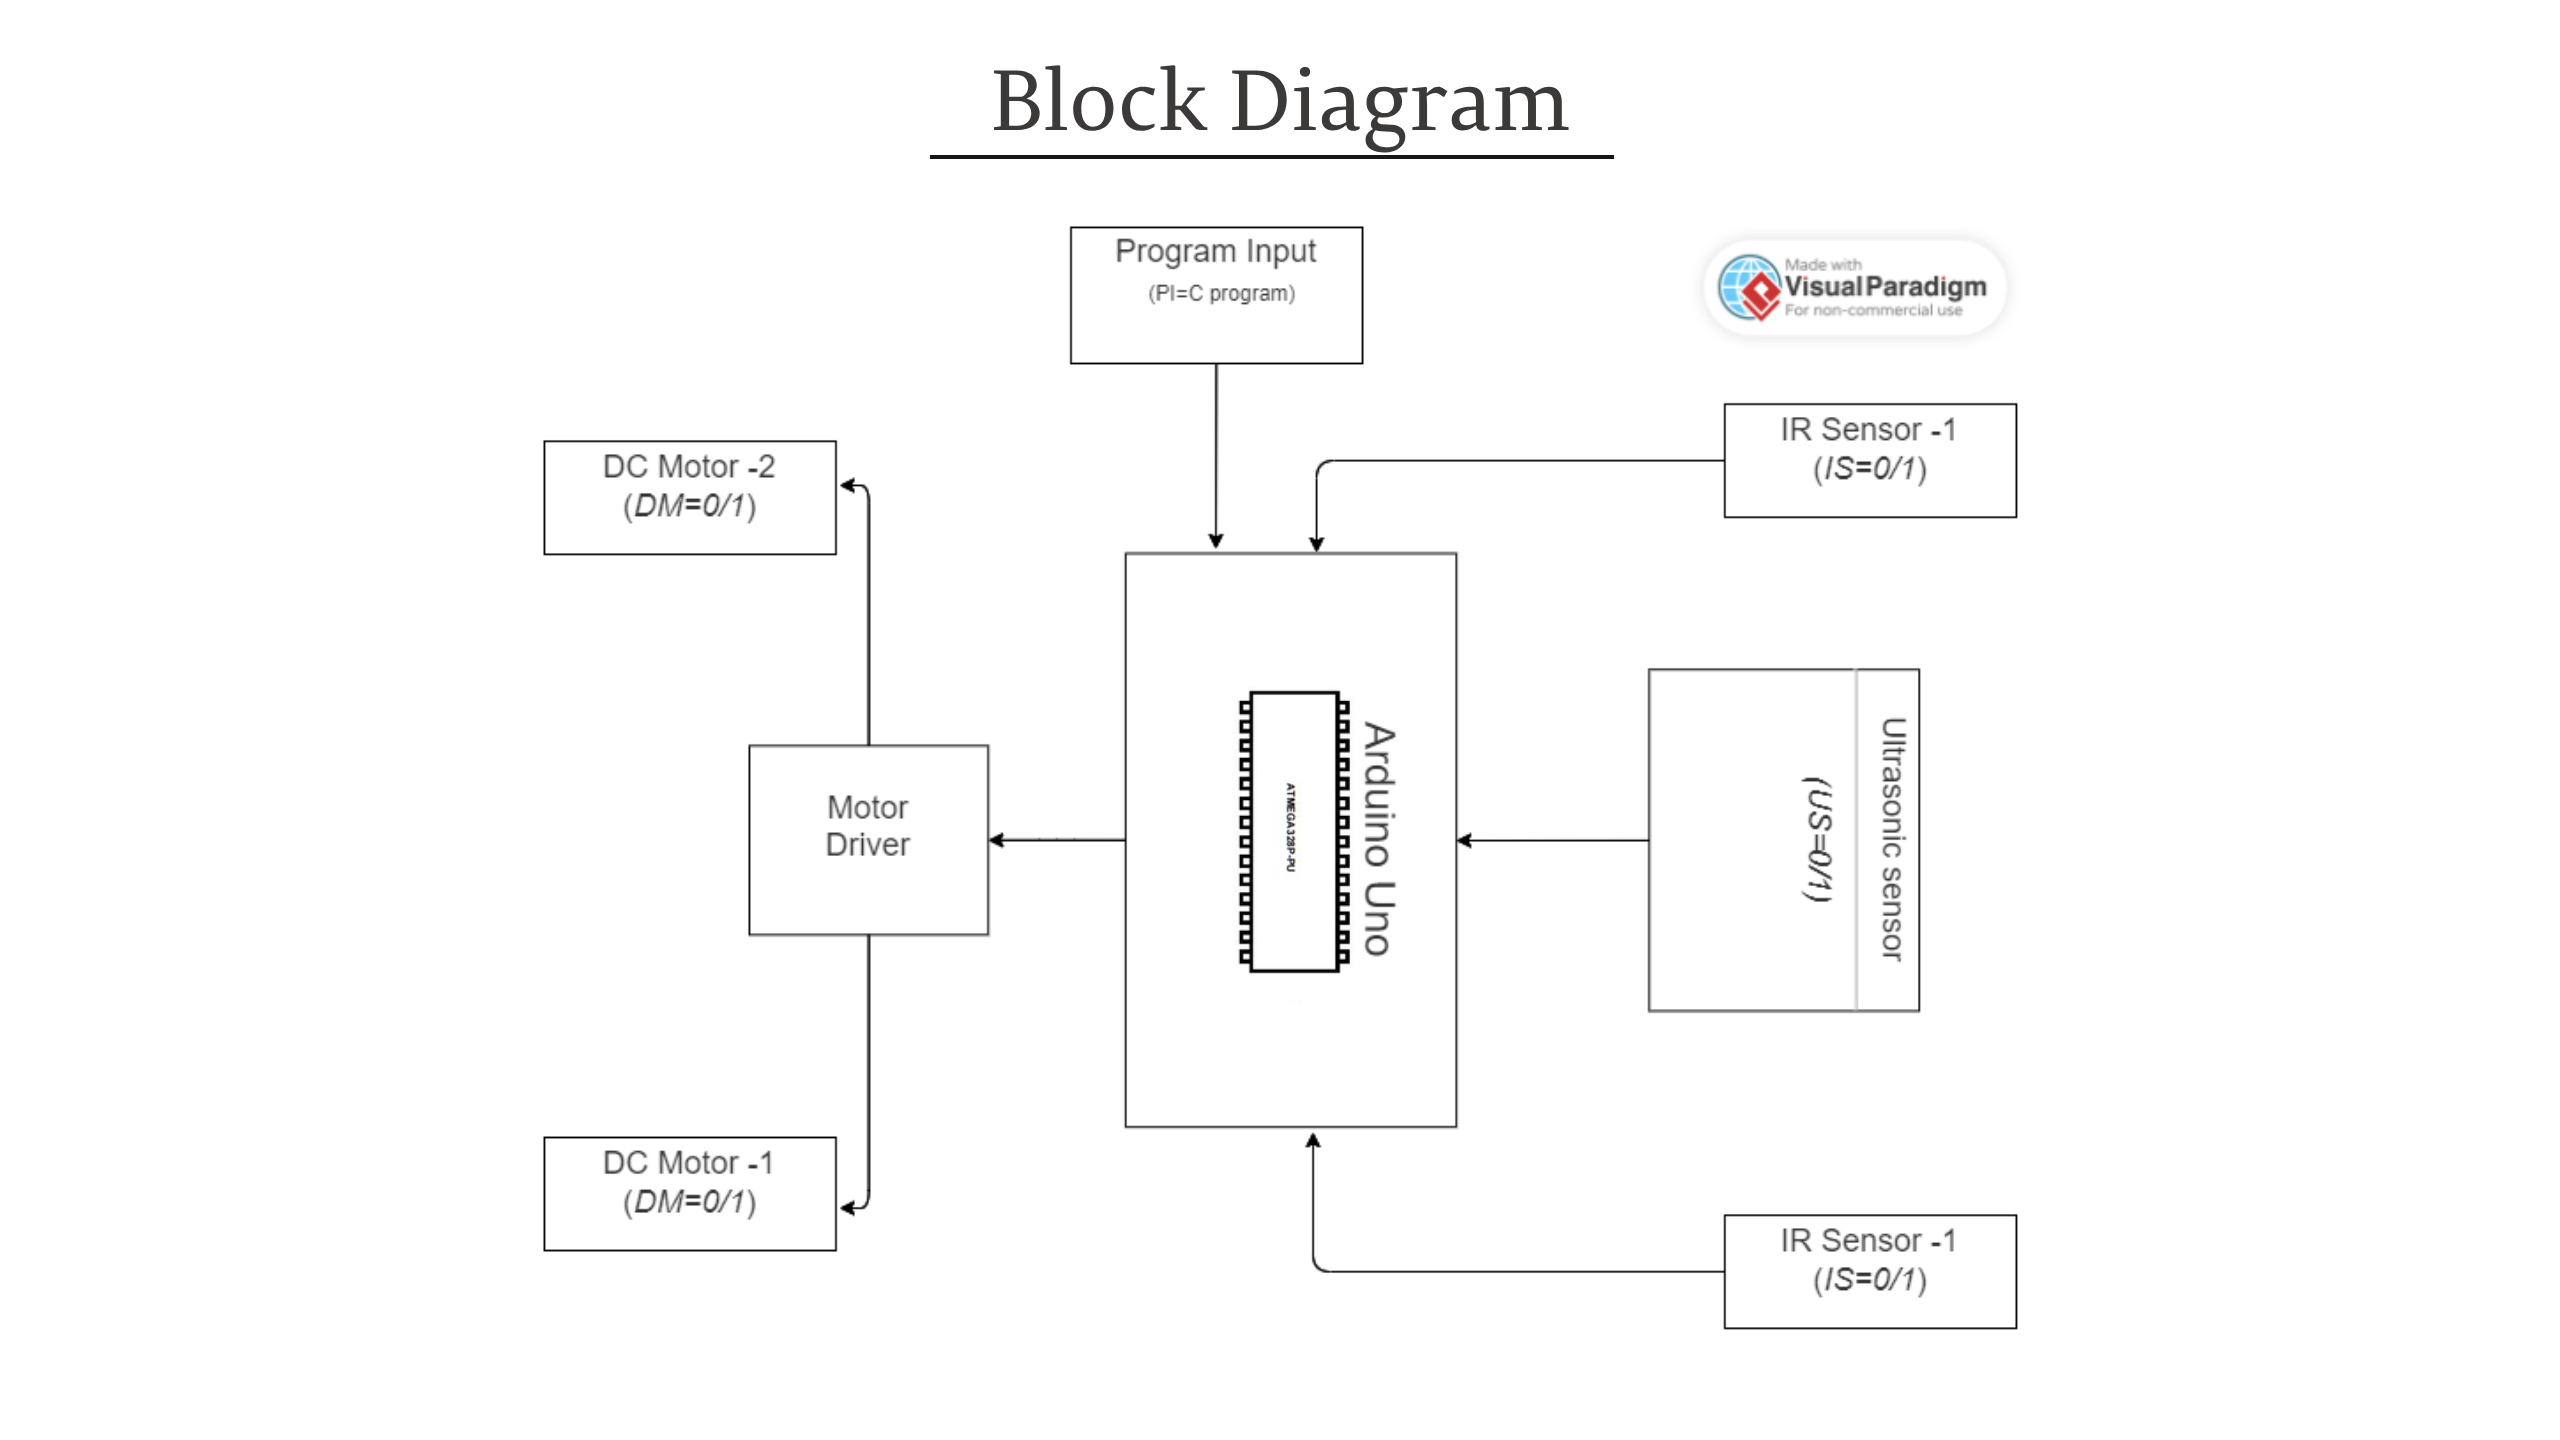 Block Diagram
Program Input
(PI=C program)
Made with
Visual Paradigm
For non-commercial use
IR Sensor -1
(IS=0/1)
DC Motor -2
(DM=0/1)
Motor
Driver
ATMEGA328P-PU
Arduino Uno
(US=0/1)
Ultrasonic sensor
DC Motor -1
(DM=0/1)
IR Sensor -1
(IS=0/1)